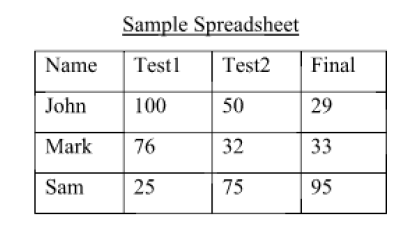 Sample Spreadsheet
Name Test1 Test2 Final
John 100 50 29
Mark 76 32 33
Sam 25 75 95